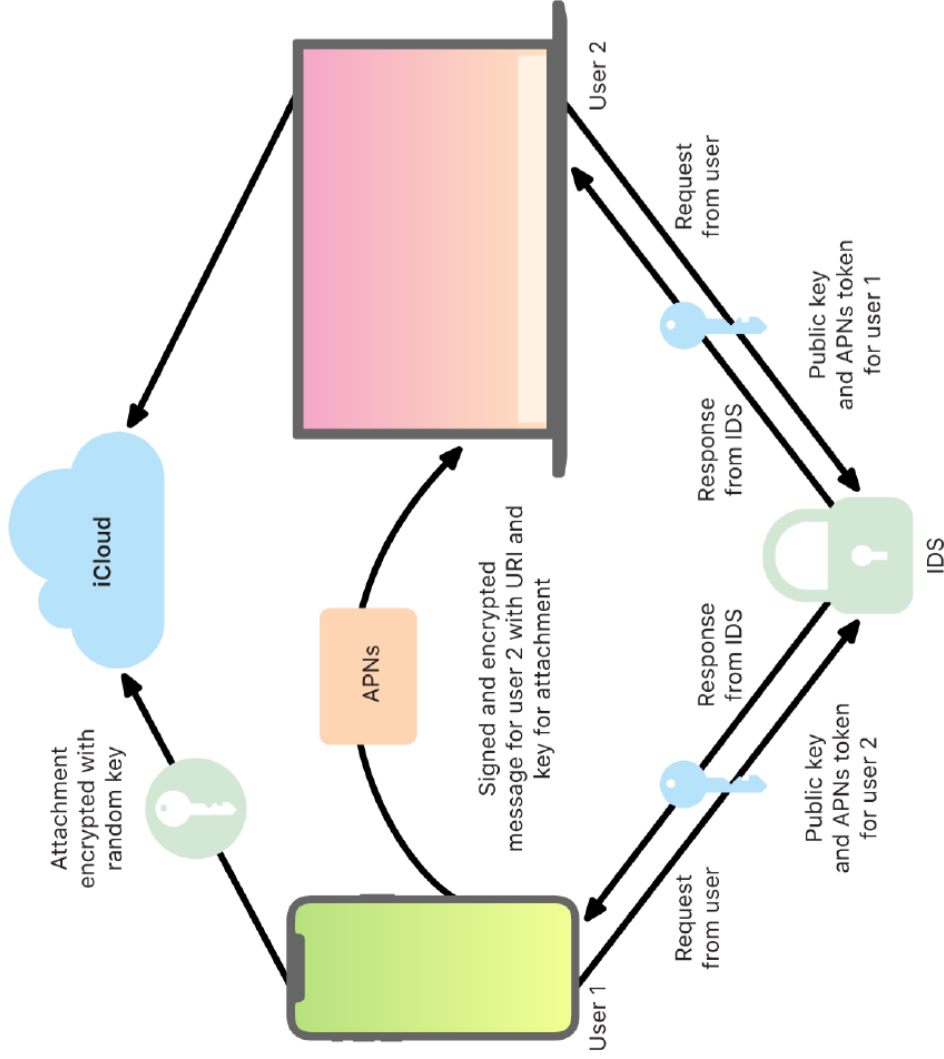 Attachment
encrypted with
random key
iCloud
APNs
Signed and encrypted
message for user 2 with URI and
key for attachment
User 1
User 2
Request
from user
Response
from IDS
Public key
and APNs token
for user 2
Response
from IDS
Request
from user
Public key
and APNs token
for user 1
IDS